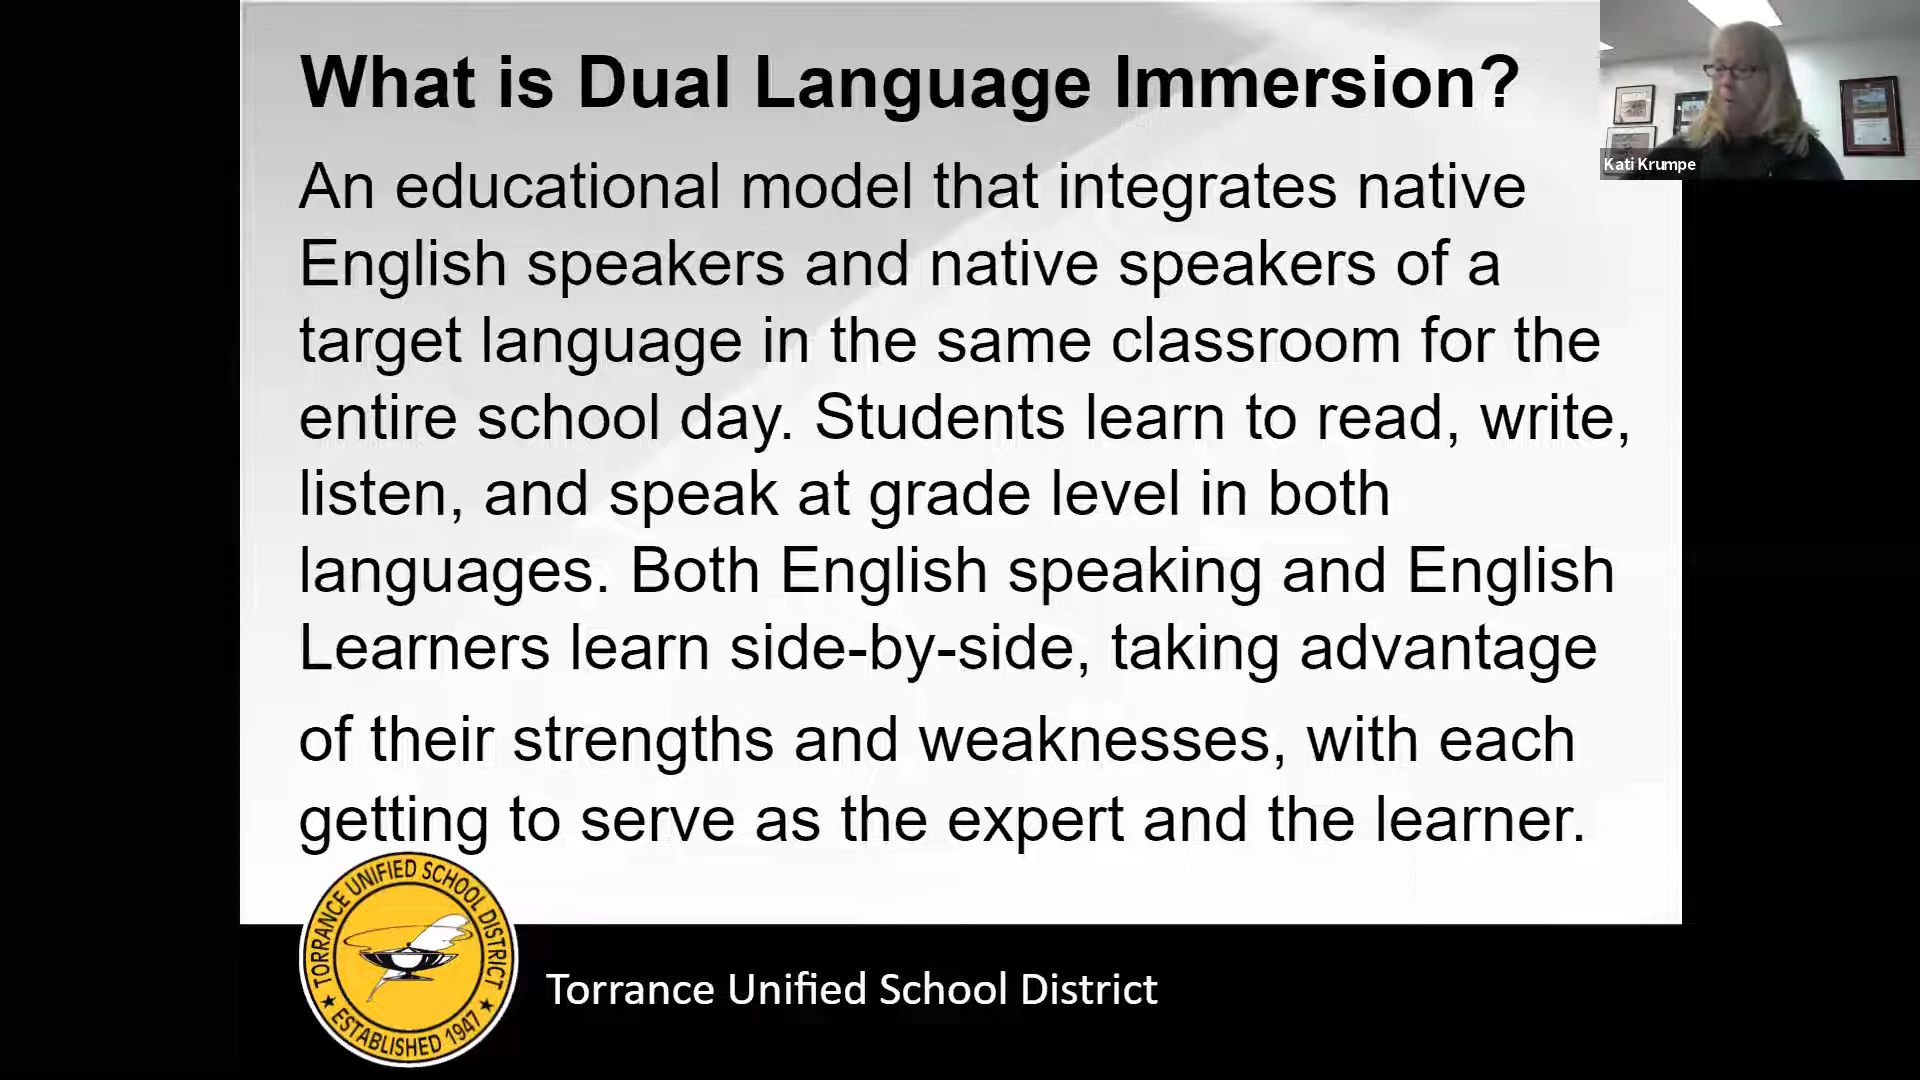 What is Dual Language Immersion?
An educational model that integrates native
English speakers and native speakers of a
target language in the same classroom for the
entire school day. Students learn to read, write,
listen, and speak at grade level in both
languages. Both English speaking and English
Learners learn side-by-side, taking advantage
of their strengths and weaknesses, with each
getting to serve as the expert and the learner.
Kati Krumpe
TORRANCE UNIFIED SCHOOL DISTRICT
ESTABLISHED 1947
Torrance Unified School District